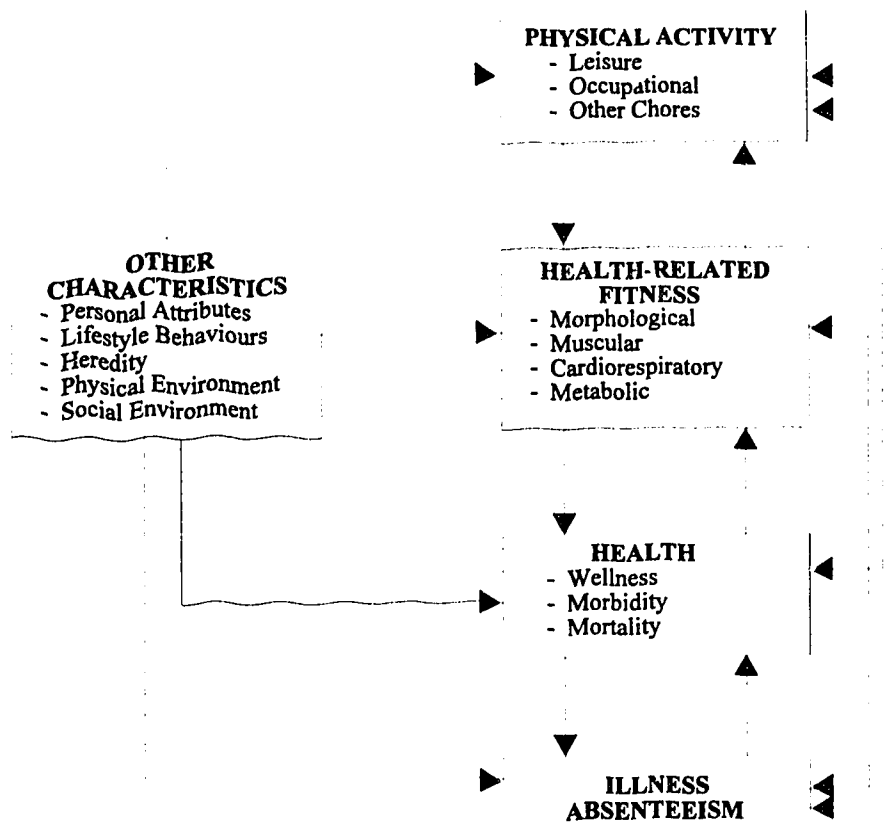 PHYSICAL ACTIVITY
- Leisure
- Occupational
- Other Chores
OTHER
CHARACTERISTICS
- Personal Attributes
- Lifestyle Behaviours
- Heredity
- Physical Environment
- Social Environment
HEALTH-RELATED
FITNESS
- Morphological
- Muscular
- Cardiorespiratory
- Metabolic
HEALTH
- Wellness
- Morbidity
- Mortality
ILLNESS
ABSENTEEISM